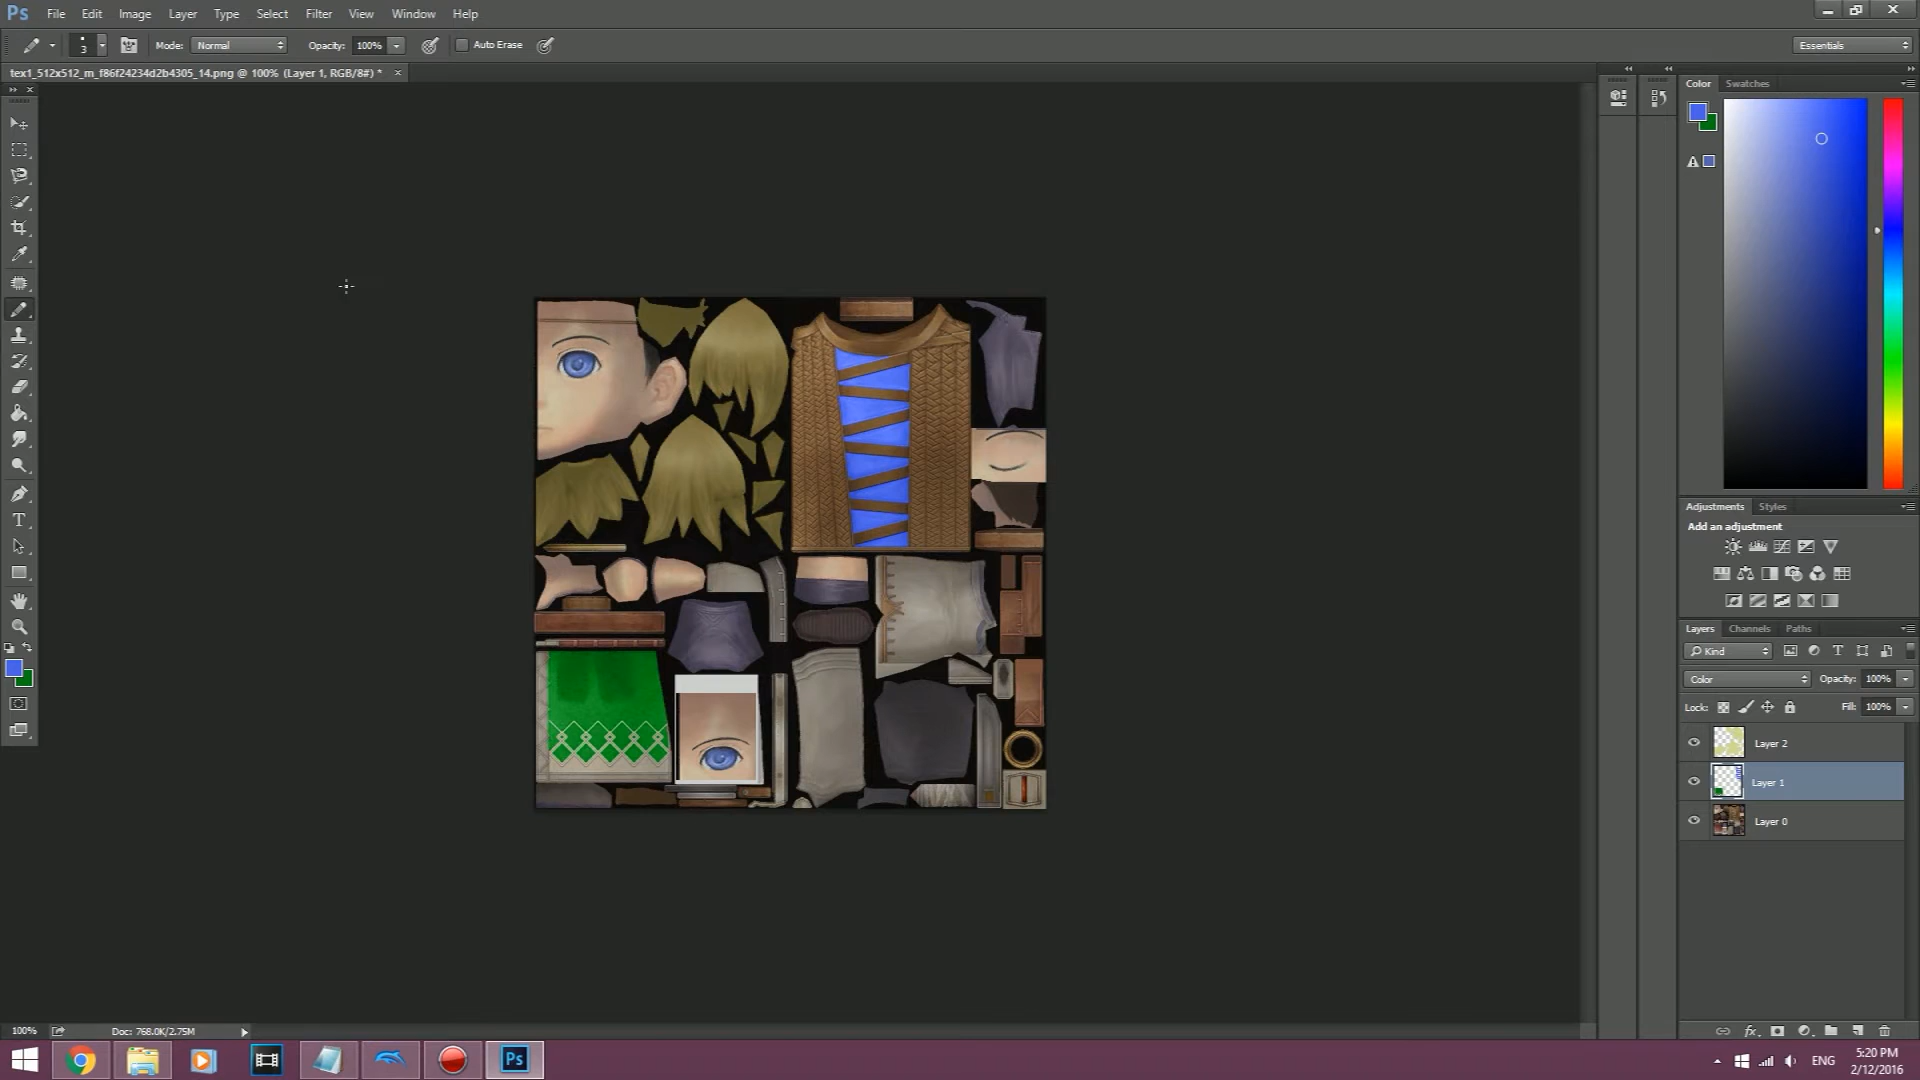 Ps File Edit Image Layer Type Select Filter View Window Help
3 Mode: Normal Opacity: 100% Auto Erase Essentials
tex1_512x512_m_f86f24234d2b4305_14.png @ 100% (Layer 1, RGB/8#) *
Color Swatches
Adjustments Styles
Add an adjustment
Layers Channels Paths
Kind
Color Opacity: 100%
Lock: Fill: 100%
Layer 2
Layer 1
Layer 0
100% Doc: 768.0K/2.75M
fx
Ps
ENG
5:20 PM
2/12/2016